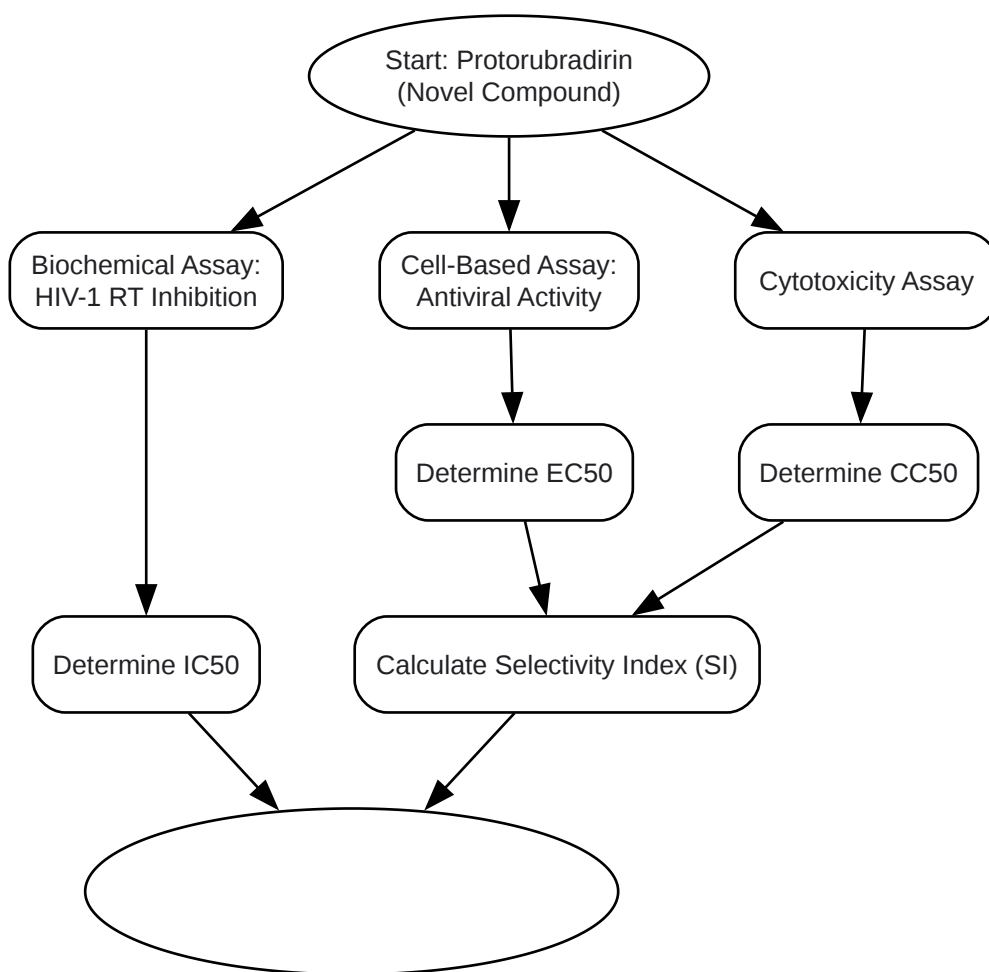 Start: Protorubradirin
(Novel Compound)
Biochemical Assay:
HIV-1 RT Inhibition
Cell-Based Assay:
Antiviral Activity
Cytotoxicity Assay
Determine EC50
Determine CC50
Determine IC50
Calculate Selectivity Index (SI)